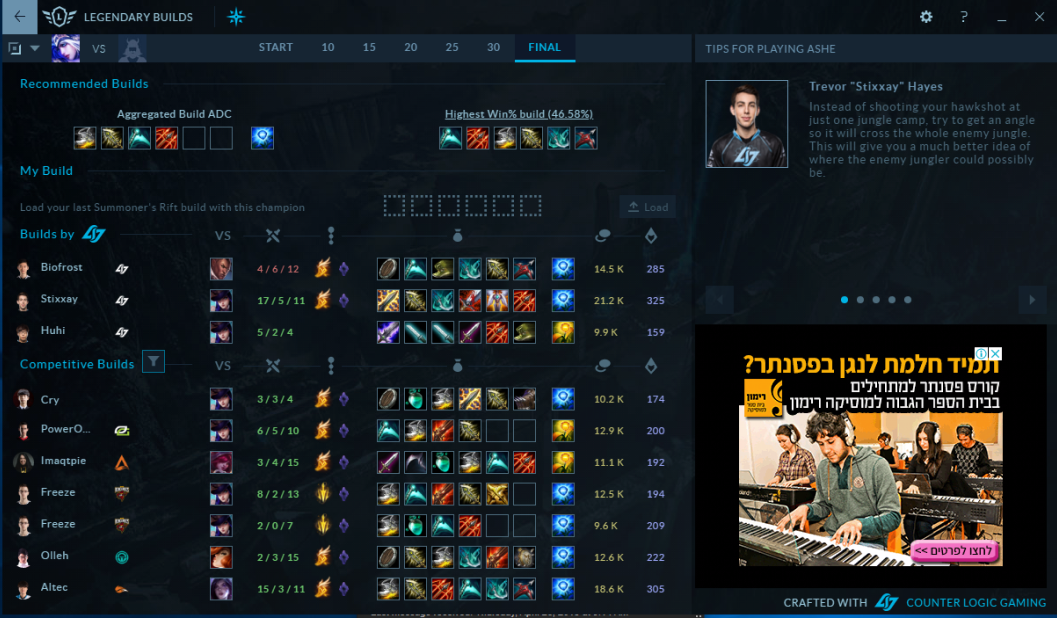 LEGENDARY BUILDS
?
VS
START 10 15 20 25 30 FINAL
Recommended Builds
Aggregated Build ADC
Highest Win% build (46.58%)
My Build
Load your last Summoner's Rift build with this champion
Load
Builds by
VS
Biofrost 4 / 6 / 12 14.5 K 285
Stixxay 17 / 5 / 11 21.2 K 325
Huhi 5 / 2 / 4 9.9 K 159
Competitive Builds
VS
Cry 3 / 3 / 4 10.2 K 174
PowerO... 6 / 5 / 10 12.9 K 200
Imaqtpie 3 / 4 / 15 11.1 K 192
Freeze 8 / 2 / 13 12.5 K 194
Freeze 2 / 0 / 7 9.6 K 209
Olleh 2 / 3 / 15 12.6 K 222
Altec 15 / 3 / 11 18.6 K 305
TIPS FOR PLAYING ASHE
Trevor "Stixxay" Hayes
Instead of shooting your hawkshot at
just one jungle camp, try to get an angle
so it will cross the whole enemy jungle.
This will give you a much better idea of
where the enemy jungler could possibly
be.
תמיד חלמת לנגן בפסנתר?
קורס פסנתר למתחילים
בבית הספר הגבוה למוסיקה רימון
רימון
לחצו לפרטים >>
CRAFTED WITH COUNTER LOGIC GAMING